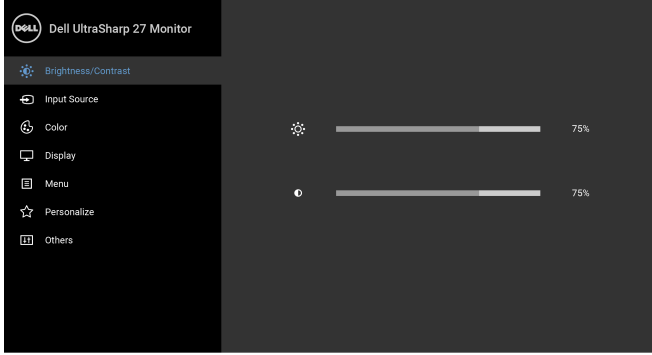 DELL Dell UltraSharp 27 Monitor
Brightness/Contrast
Input Source
Color
75%
Display
Menu
75%
Personalize
Others